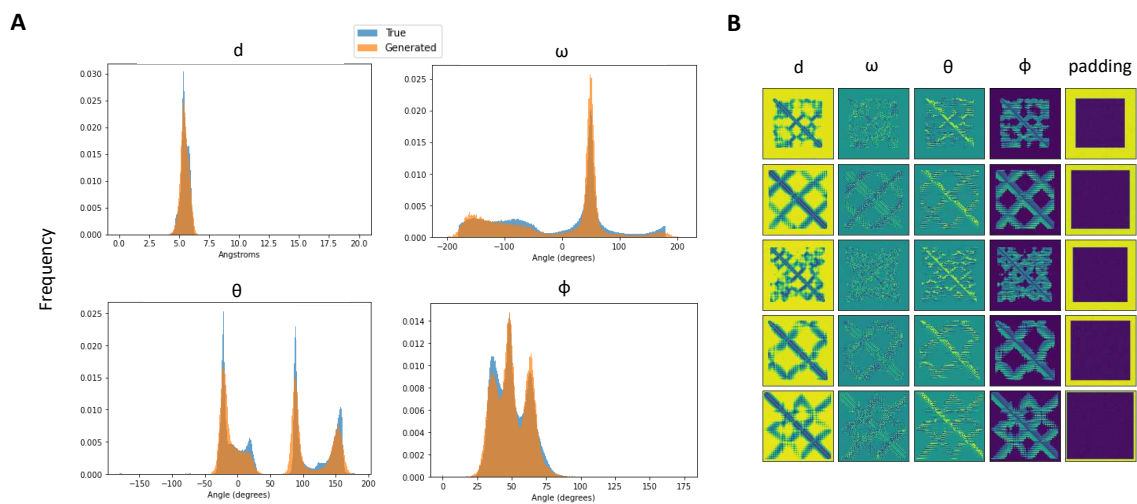 A
B
True
Generated
d
ω
0.030
0.025
0.020
0.015
0.010
0.005
0.000
0.0 2.5 5.0 7.5 10.0 12.5 15.0 17.5 20.0
Angstroms
0.025
0.020
0.015
0.010
0.005
0.000
−200 −100 0 100 200
Angle (degrees)
Frequency
θ
ϕ
0.025
0.020
0.015
0.010
0.005
0.000
−150 −100 −50 0 50 100 150 200
Angle (degrees)
0.014
0.012
0.010
0.008
0.006
0.004
0.002
0.000
0 25 50 75 100 125 150 175
Angle (degrees)
d ω θ ϕ padding